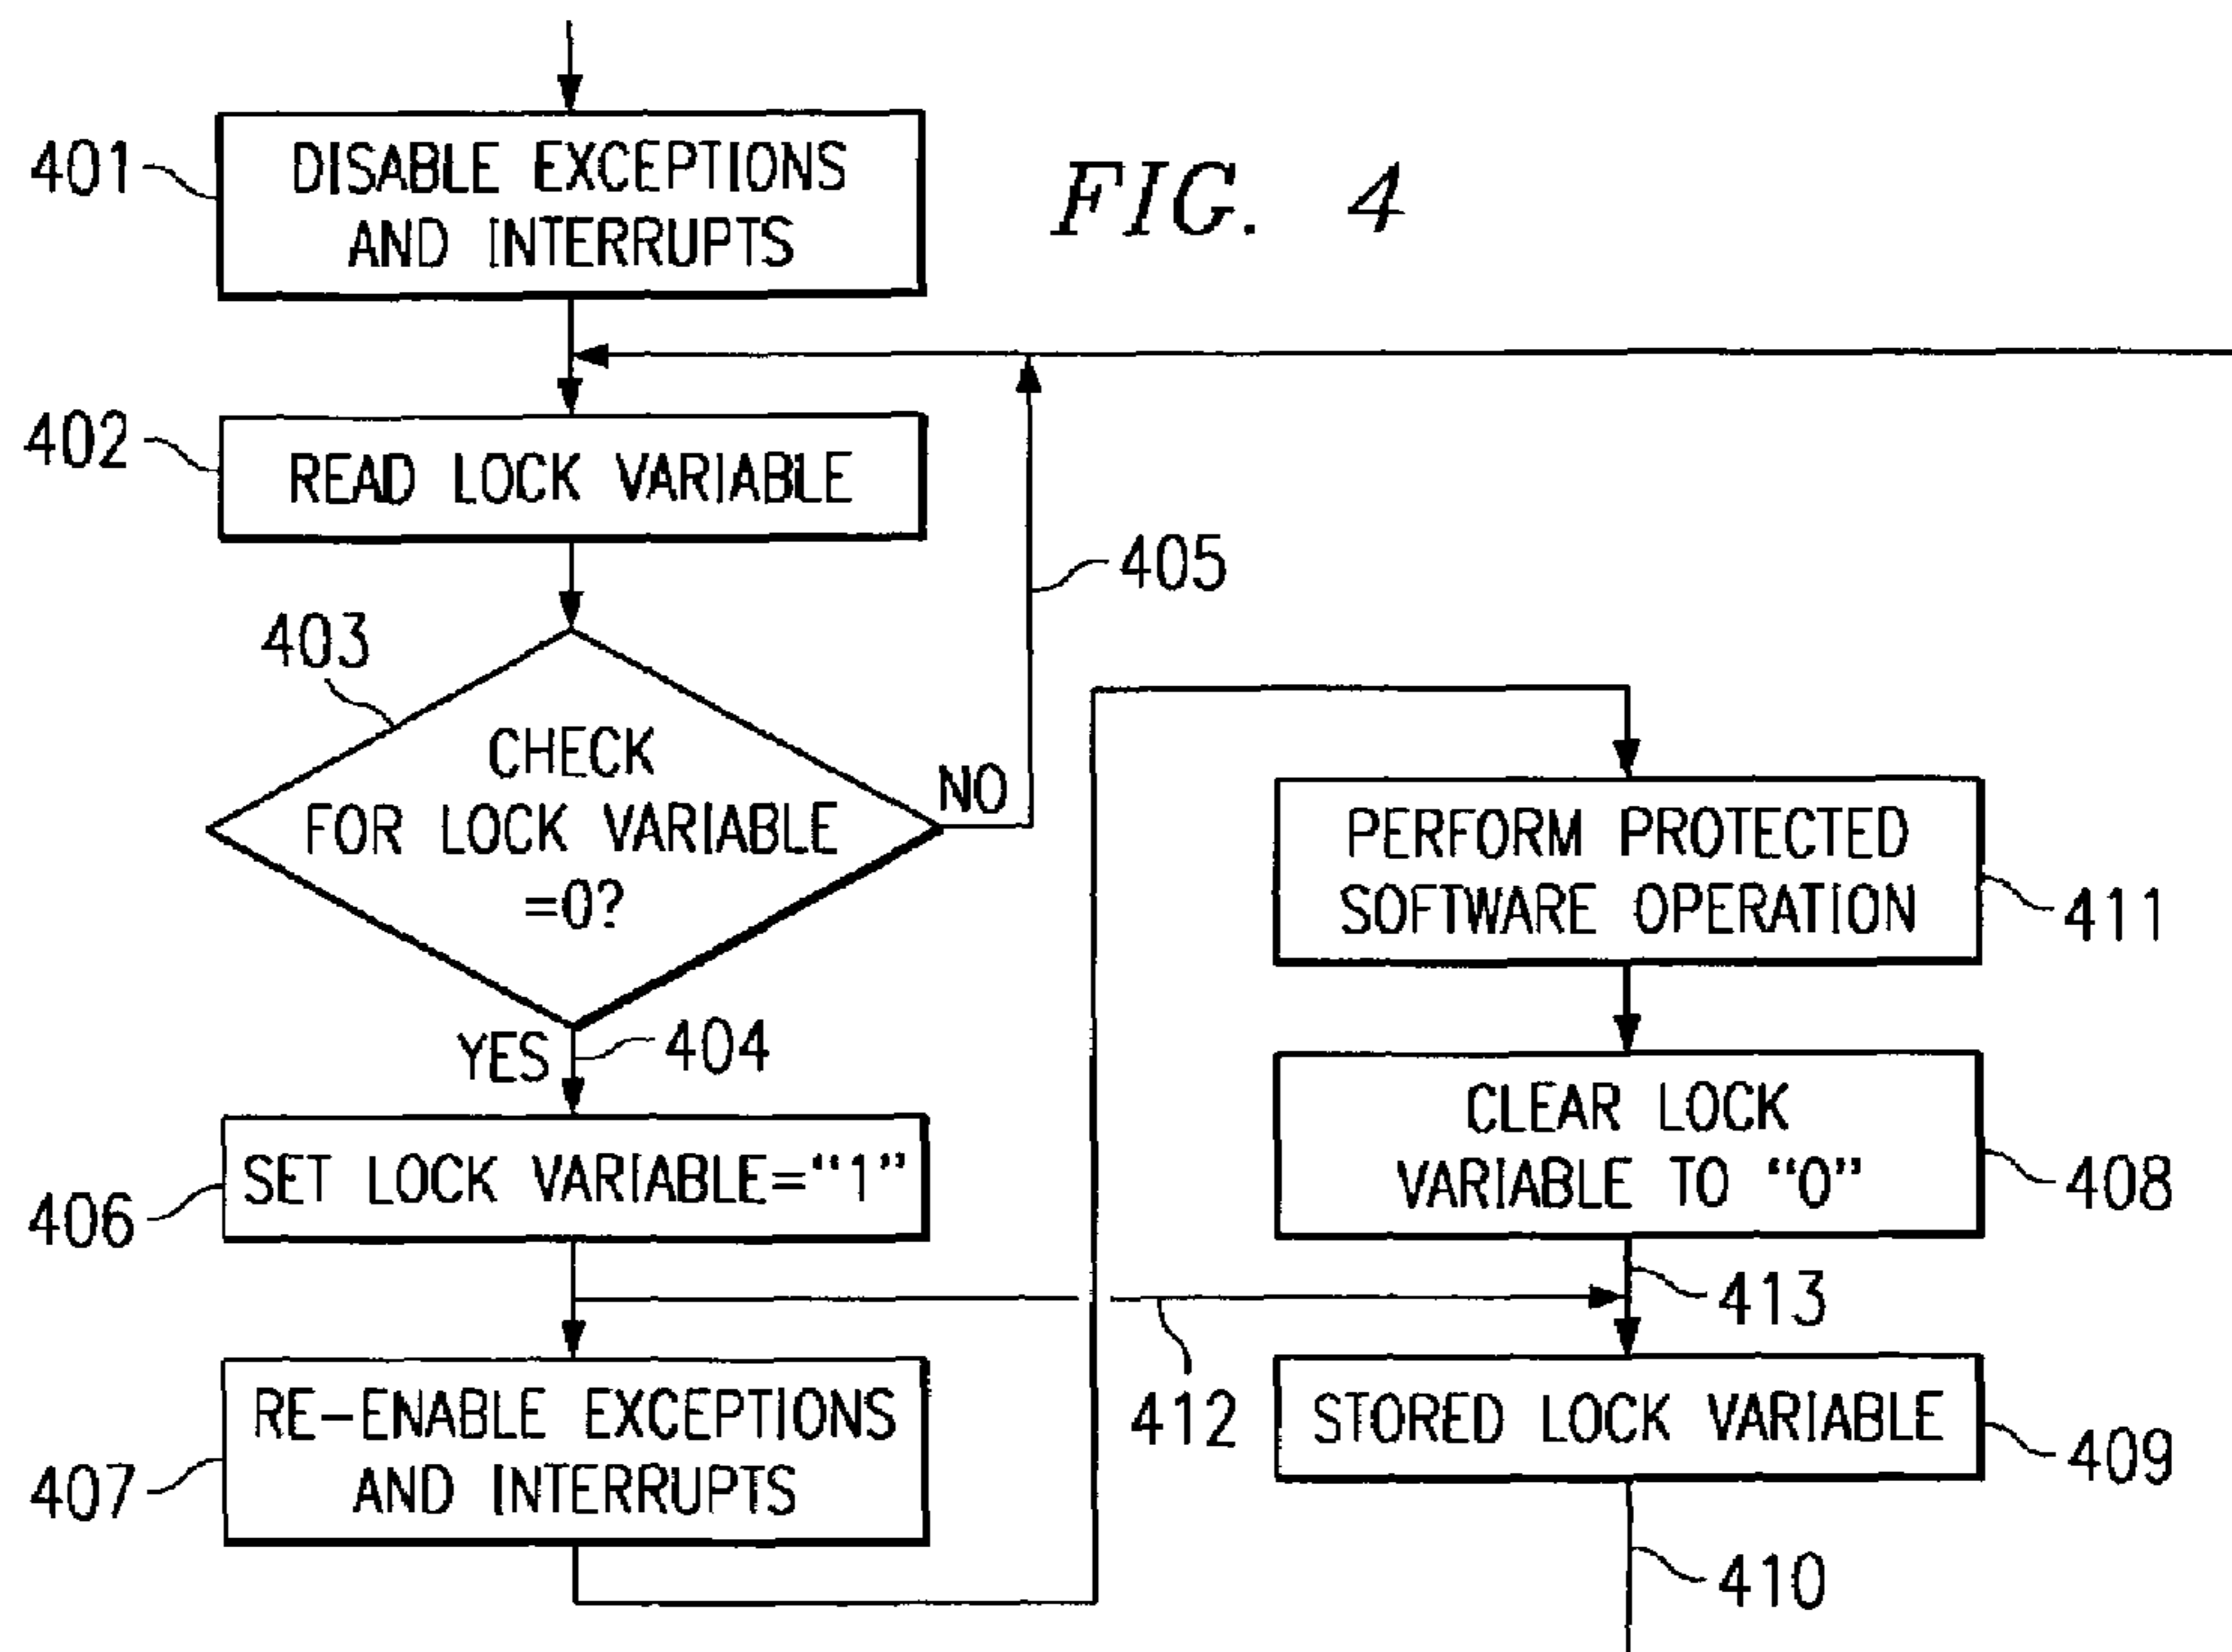 FIG. 4
401
DISABLE EXCEPTIONS
AND INTERRUPTS
402
READ LOCK VARIABLE
405
403
CHECK
FOR LOCK VARIABLE
=0?
NO
YES
404
406
SET LOCK VARIABLE="1"
407
RE-ENABLE EXCEPTIONS
AND INTERRUPTS
PERFORM PROTECTED
SOFTWARE OPERATION
411
CLEAR LOCK
VARIABLE TO "0"
408
413
412
STORED LOCK VARIABLE
409
410